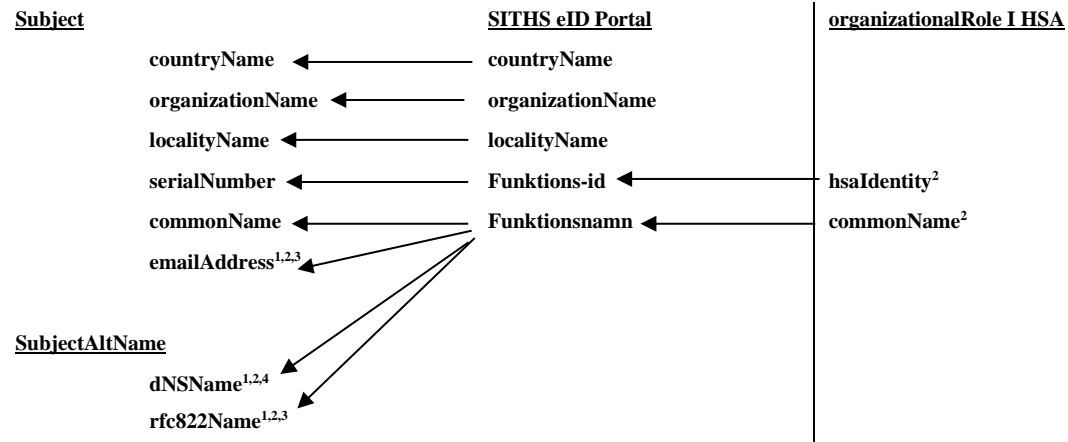 Subject SITHS eID Portal organizationalRole I HSA
countryName countryName
organizationName organizationName
localityName localityName
serialNumber Funktions-id hsaIdentity²
commonName Funktionsnamn commonName²
emailAddress¹,²,³
SubjectAltName
dNSName¹,²,⁴
rfc822Name¹,²,³